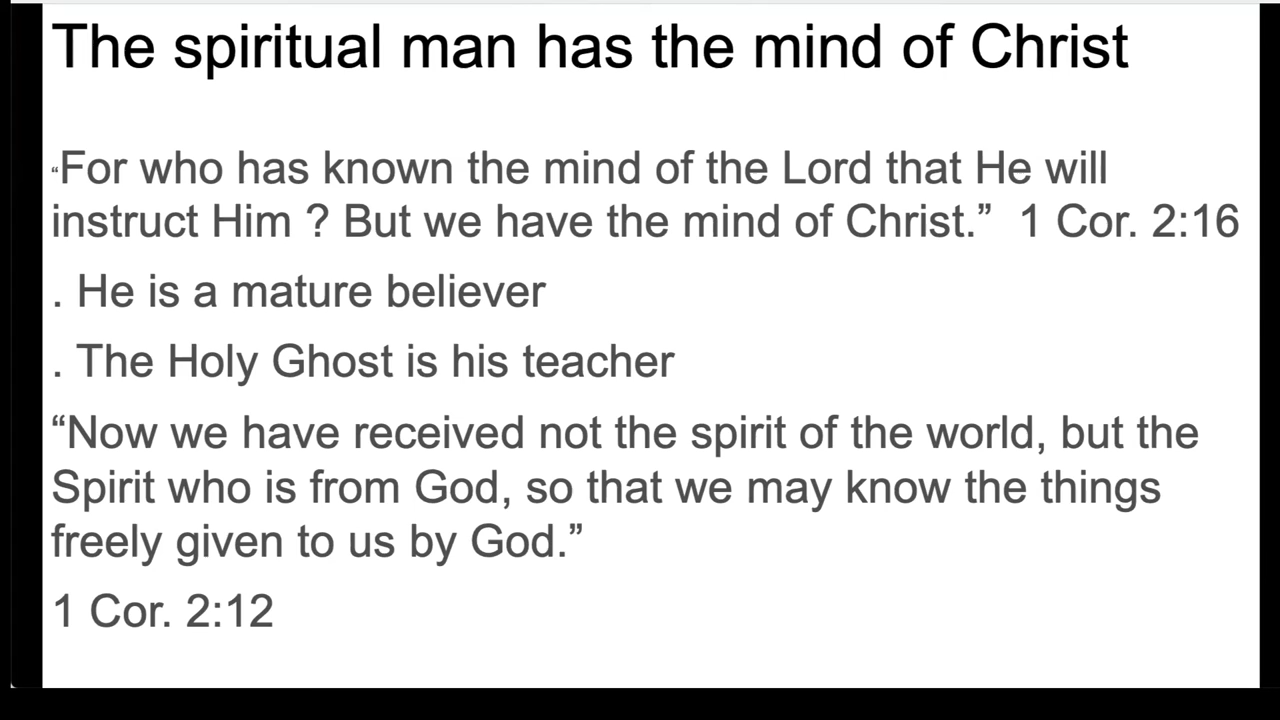 The spiritual man has the mind of Christ
“For who has known the mind of the Lord that He will
instruct Him ? But we have the mind of Christ.” 1 Cor. 2:16
. He is a mature believer
. The Holy Ghost is his teacher
“Now we have received not the spirit of the world, but the
Spirit who is from God, so that we may know the things
freely given to us by God.”
1 Cor. 2:12